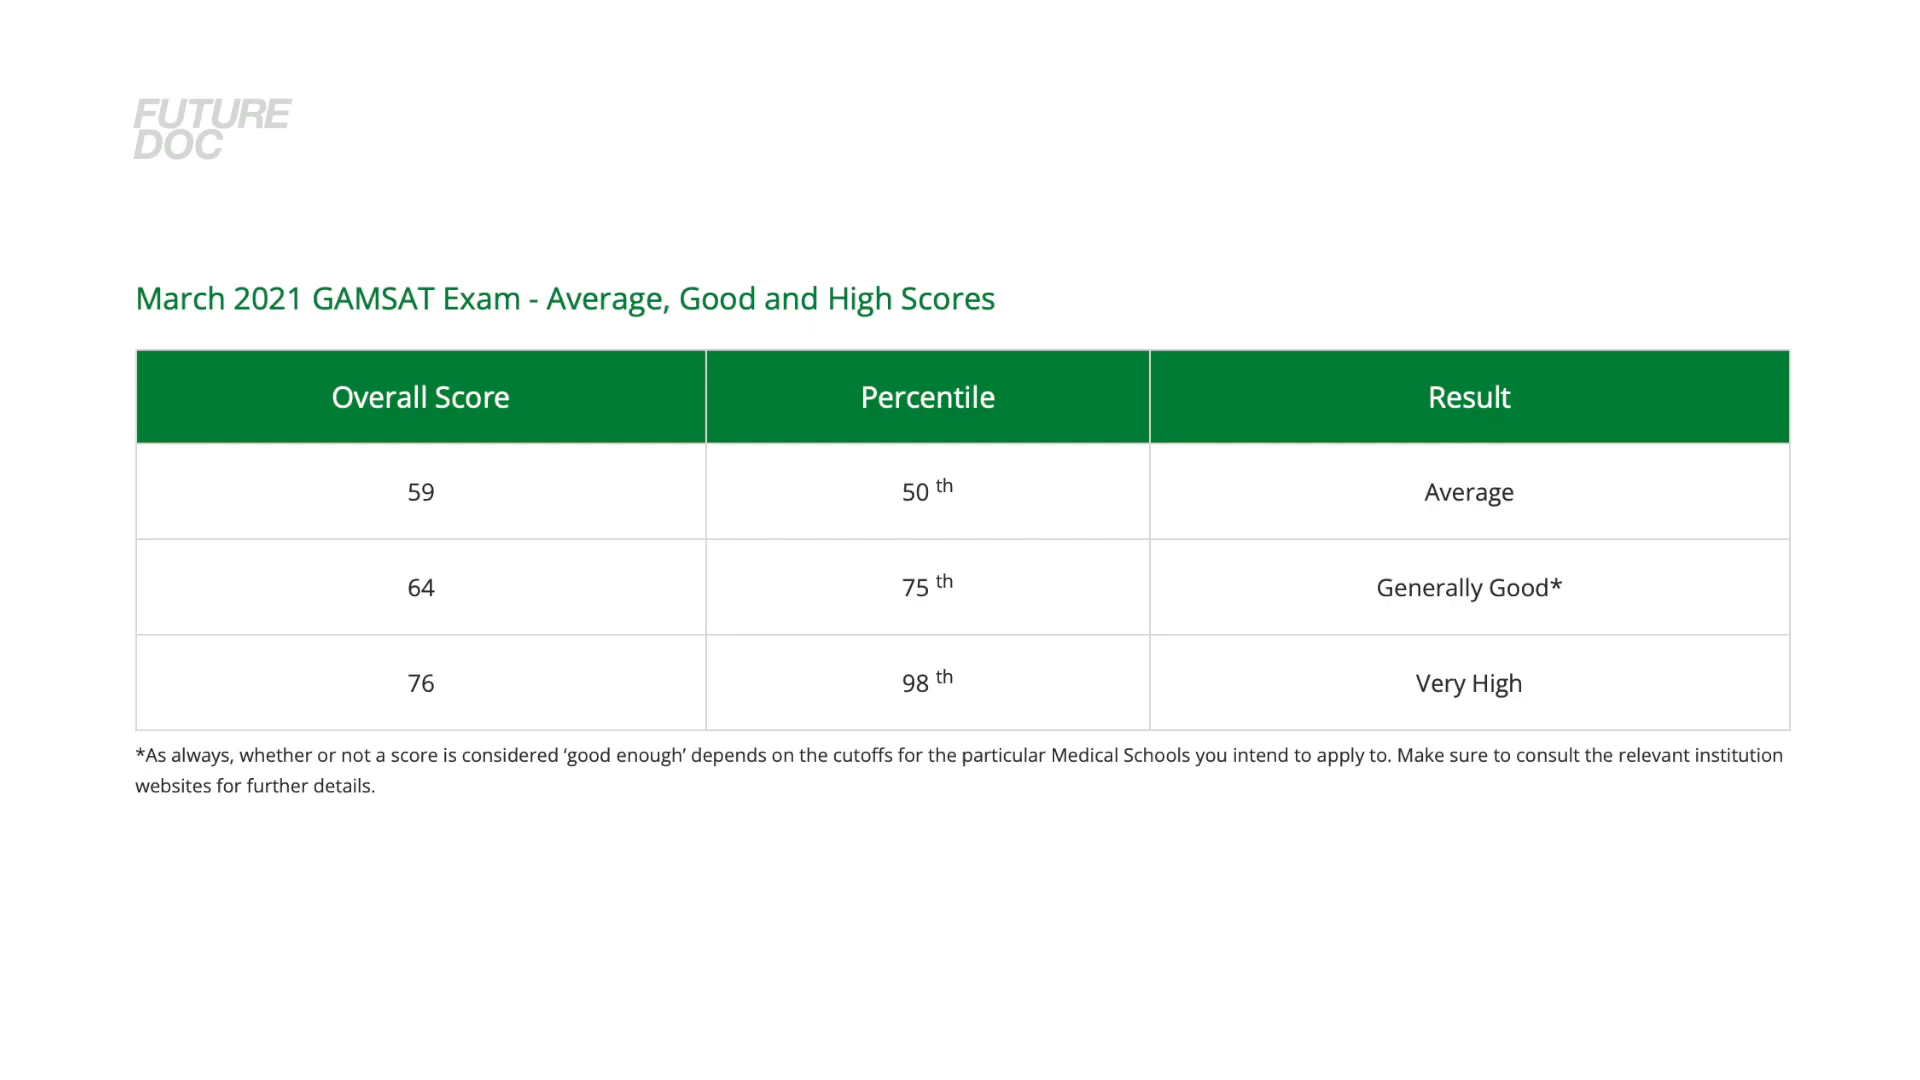 FUTURE
DOC
March 2021 GAMSAT Exam - Average, Good and High Scores
Overall Score Percentile Result
59 50 th Average
64 75 th Generally Good*
76 98 th Very High
*As always, whether or not a score is considered ‘good enough’ depends on the cutoffs for the particular Medical Schools you intend to apply to. Make sure to consult the relevant institution
websites for further details.